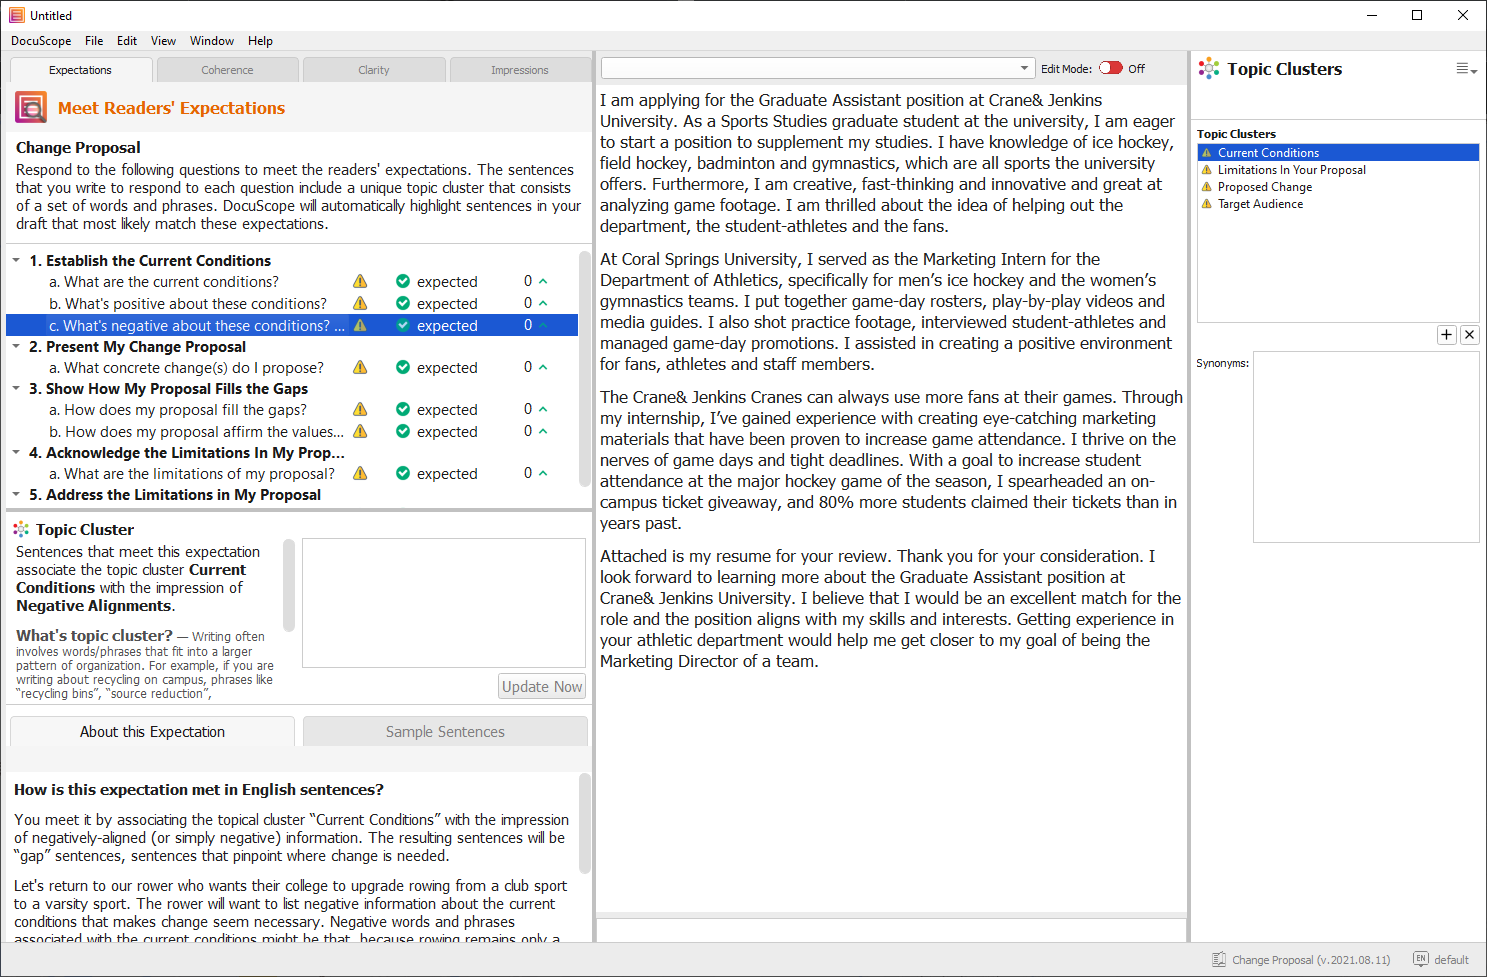 Untitled
DocuScope File Edit View Window Help
Expectations Coherence Clarity Impressions
Meet Readers' Expectations
Change Proposal
Respond to the following questions to meet the readers' expectations. The sentences
that you write to respond to each question include a unique topic cluster that consists
of a set of words and phrases. DocuScope will automatically highlight sentences in your
draft that most likely match these expectations.
1. Establish the Current Conditions
a. What are the current conditions? expected 0
b. What's positive about these conditions? expected 0
c. What's negative about these conditions? ... expected 0
2. Present My Change Proposal
a. What concrete change(s) do I propose? expected 0
3. Show How My Proposal Fills the Gaps
a. How does my proposal fill the gaps? expected 0
b. How does my proposal affirm the values... expected 0
4. Acknowledge the Limitations In My Prop...
a. What are the limitations of my proposal? expected 0
5. Address the Limitations in My Proposal
Topic Cluster
Sentences that meet this expectation
associate the topic cluster Current
Conditions with the impression of
Negative Alignments.
What's topic cluster? — Writing often
involves words/phrases that fit into a larger
pattern of organization. For example, if you are
writing about recycling on campus, phrases like
“recycling bins”, “source reduction”,
Update Now
About this Expectation Sample Sentences
How is this expectation met in English sentences?
You meet it by associating the topical cluster “Current Conditions” with the impression
of negatively-aligned (or simply negative) information. The resulting sentences will be
“gap” sentences, sentences that pinpoint where change is needed.
Let's return to our rower who wants their college to upgrade rowing from a club sport
to a varsity sport. The rower will want to list negative information about the current
conditions that makes change seem necessary. Negative words and phrases
associated with the current conditions might be that, because rowing remains only a
Edit Mode: Off
I am applying for the Graduate Assistant position at Crane& Jenkins
University. As a Sports Studies graduate student at the university, I am eager
to start a position to supplement my studies. I have knowledge of ice hockey,
field hockey, badminton and gymnastics, which are all sports the university
offers. Furthermore, I am creative, fast-thinking and innovative and great at
analyzing game footage. I am thrilled about the idea of helping out the
department, the student-athletes and the fans.
At Coral Springs University, I served as the Marketing Intern for the
Department of Athletics, specifically for men’s ice hockey and the women’s
gymnastics teams. I put together game-day rosters, play-by-play videos and
media guides. I also shot practice footage, interviewed student-athletes and
managed game-day promotions. I assisted in creating a positive environment
for fans, athletes and staff members.
The Crane& Jenkins Cranes can always use more fans at their games. Through
my internship, I’ve gained experience with creating eye-catching marketing
materials that have been proven to increase game attendance. I thrive on the
nerves of game days and tight deadlines. With a goal to increase student
attendance at the major hockey game of the season, I spearheaded an on-
campus ticket giveaway, and 80% more students claimed their tickets than in
years past.
Attached is my resume for your review. Thank you for your consideration. I
look forward to learning more about the Graduate Assistant position at
Crane& Jenkins University. I believe that I would be an excellent match for the
role and the position aligns with my skills and interests. Getting experience in
your athletic department would help me get closer to my goal of being the
Marketing Director of a team.
Topic Clusters
Topic Clusters
Current Conditions
Limitations In Your Proposal
Proposed Change
Target Audience
Synonyms:
Change Proposal (v.2021.08.11) EN default